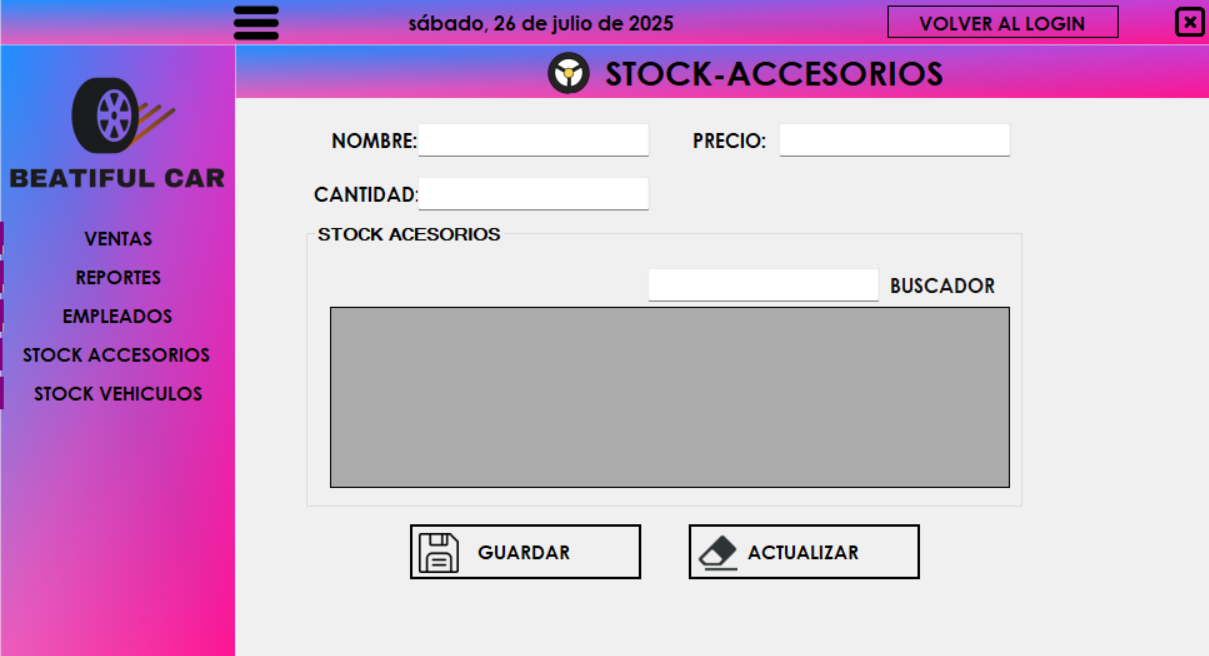 sábado, 26 de julio de 2025
VOLVER AL LOGIN
STOCK-ACCESORIOS
BEATIFUL CAR
VENTAS
REPORTES
EMPLEADOS
STOCK ACCESORIOS
STOCK VEHICULOS
NOMBRE:
PRECIO:
CANTIDAD:
STOCK ACESORIOS
BUSCADOR
GUARDAR
ACTUALIZAR